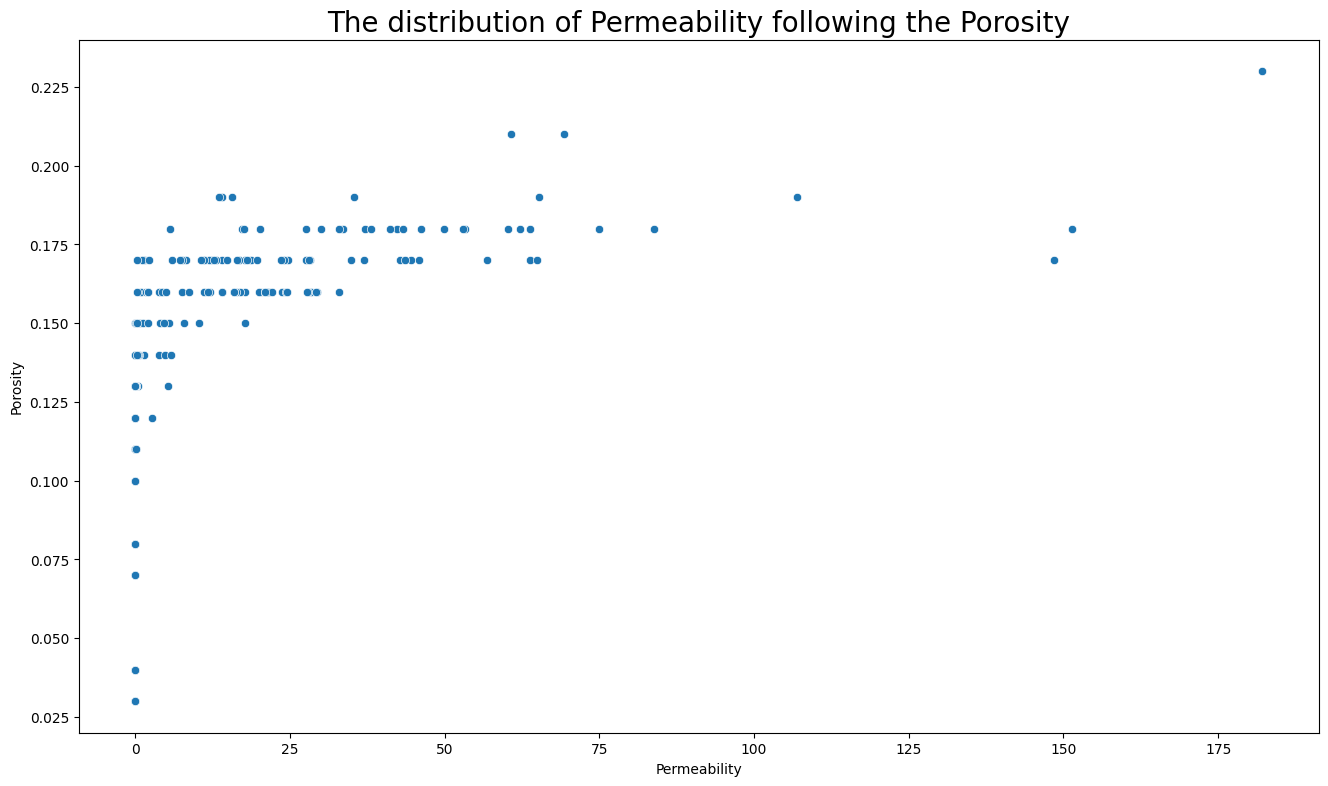 The distribution of Permeability following the Porosity
0.225
0.200
0.175
0.150
0.125
0.100
0.075
0.050
0.025
Porosity
0 25 50 75 100 125 150 175
Permeability